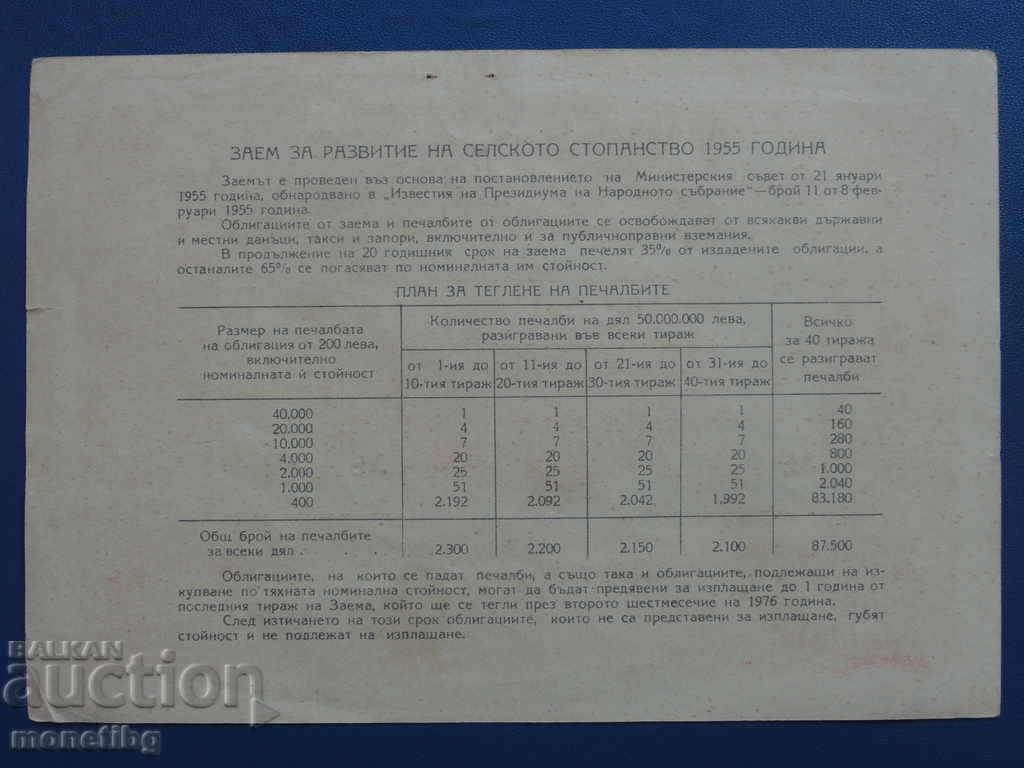 ЗАЕМ ЗА РАЗВИТИЕ НА СЕЛСКОТО СТОПАНСТВО 1955 ГОДИНА
Заемът е проведен въз основа на постановлението на Министерския съвет от 21 януари
1955 година, обнародвано в „Известия на Президиума на Народното събрание“—брой 11 от 8 фев-
руари 1955 година.
Облигациите от заема и печалбите от облигациите се освобождават от всякакви държавни
и местни данъци, такси и запори, включително и за публичноправни вземания.
В продължение на 20 годишния срок на заема печелят 35% от издадените облигации, а
останалите 65% се погасяват по номиналната им стойност.
ПЛАН ЗА ТЕГЛЕНЕ НА ПЕЧАЛБИТЕ
Размер на печалбата
на облигация от 200 лева,
включително
номиналната ѝ стойност
Количество печалби на дял 50.000.000 лева,
разигравани във всеки тираж
от 1-ия до
10-тия тираж
от 11-ия до
20-тия тираж
от 21-ия до
30-тия тираж
от 31-ия до
40-тия тираж
Всичко
за 40 тиража
се разиграват
печалби
40.000 1 1 1 1 40
20.000 4 4 4 4 160
10.000 7 7 7 7 280
4.000 20 20 20 20 800
2.000 25 25 25 25 1.000
1.000 51 51 51 51 2.040
400 2.192 2.092 2.042 1.992 83.180
Общ брой на печалбите
за всеки дял . . . . 2.300 2.200 2.150 2.100 87.500
Облигациите, на които се падат печалби, а също така и облигациите, подлежащи на из-
купване по тяхната номинална стойност, могат да бъдат предявени за изплащане до 1 година от
последния тираж на Заема, който ще се тегли през второто шестмесечие на 1976 година.
След изтичането на този срок облигациите, които не са представени за изплащане, губят
стойност и не подлежат на изплащане.
BALKAN
auction
monetibg